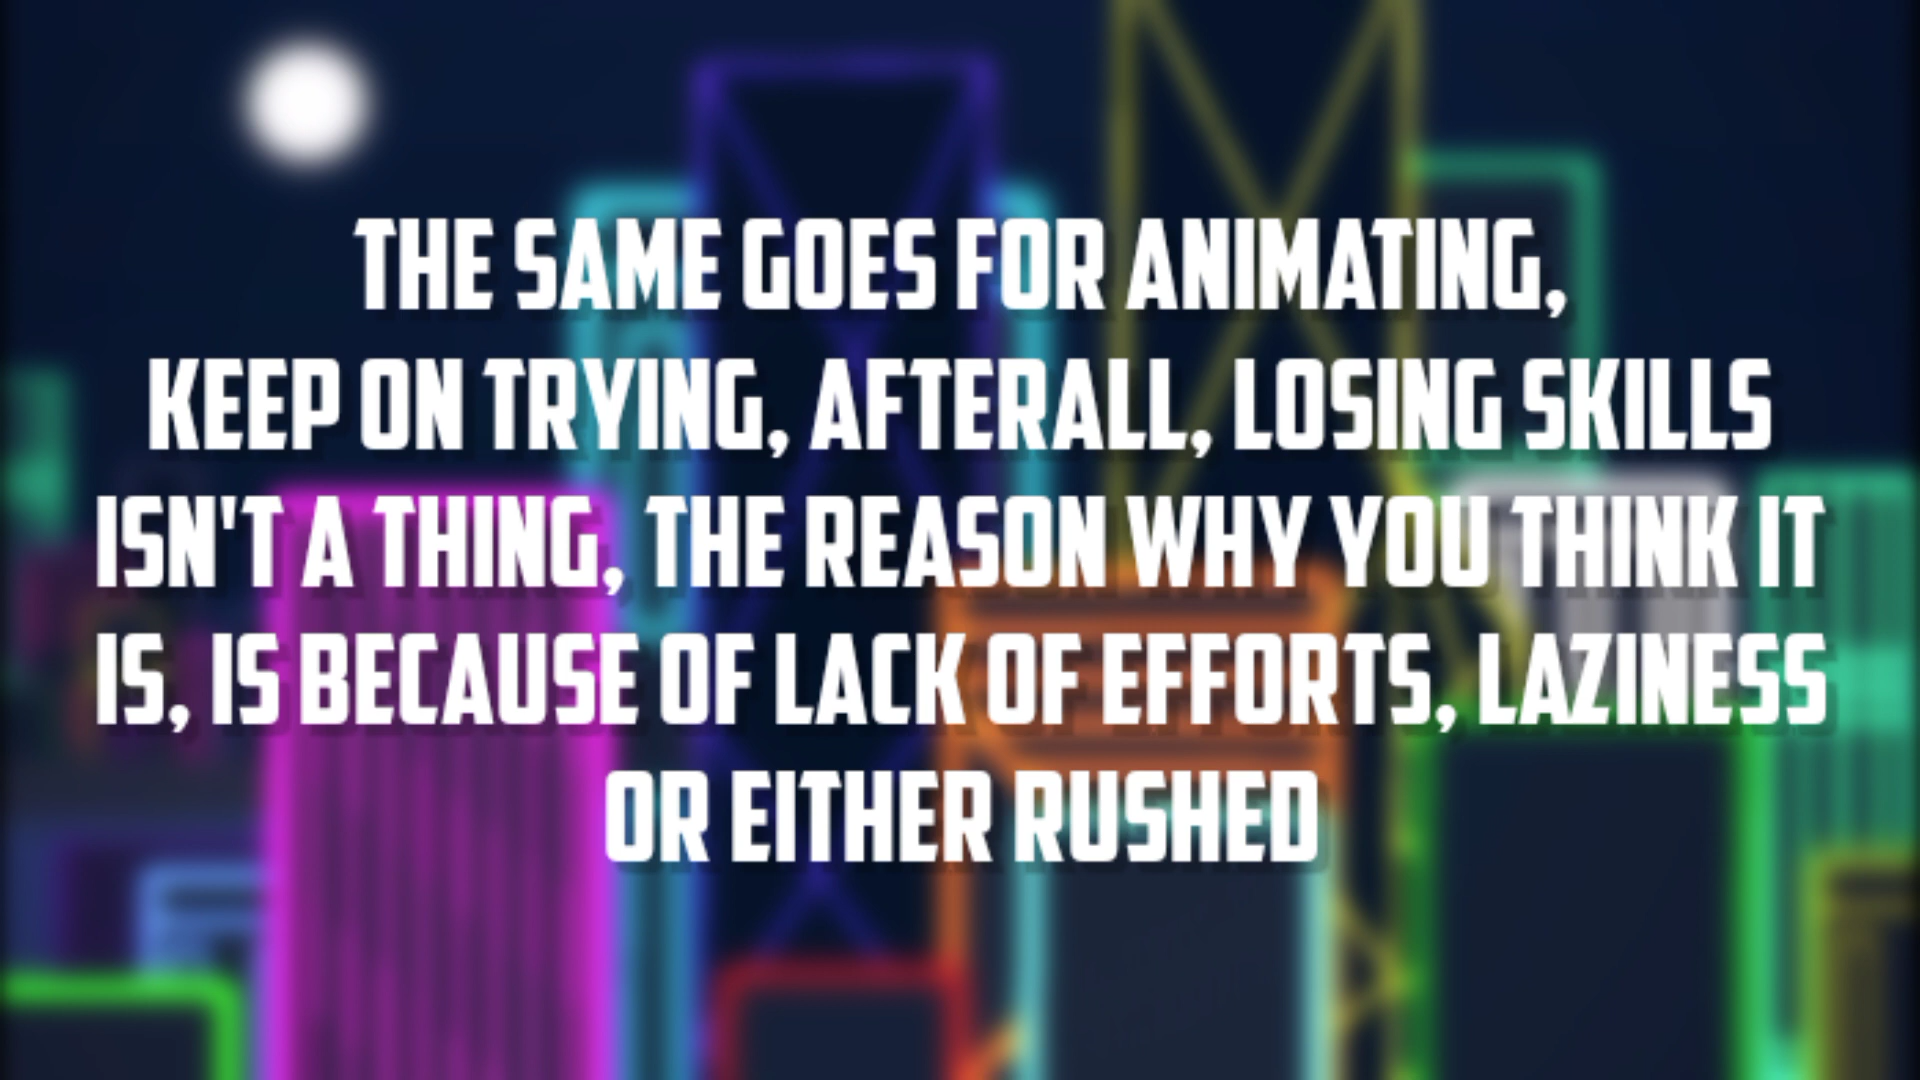 THE SAME GOES FOR ANIMATING,
KEEP ON TRYING, AFTERALL, LOSING SKILLS
ISN'T A THING, THE REASON WHY YOU THINK IT
IS, IS BECAUSE OF LACK OF EFFORTS, LAZINESS
OR EITHER RUSHED